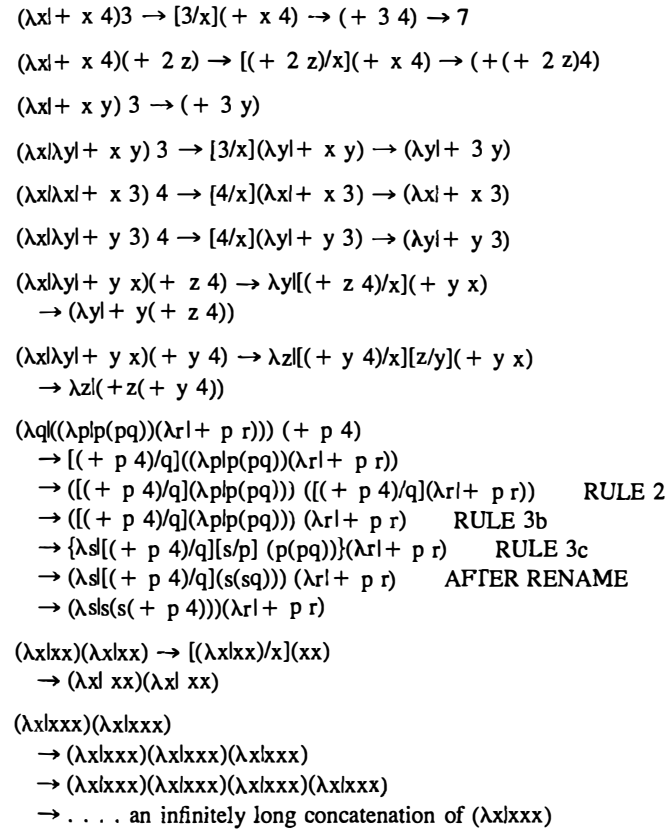 (λx|+ x 4)3 → [3/x](+ x 4) → (+ 3 4) → 7
(λx|+ x 4)(+ 2 z) → [(+ 2 z)/x](+ x 4) → (+(+ 2 z)4)
(λx|+ x y) 3 → (+ 3 y)
(λx|λy|+ x y) 3 → [3/x](λy|+ x y) → (λy|+ 3 y)
(λx|λx|+ x 3) 4 → [4/x](λx|+ x 3) → (λx|+ x 3)
(λx|λy|+ y 3) 4 → [4/x](λy|+ y 3) → (λy|+ y 3)
(λx|λy|+ y x)(+ z 4) → λy|[(+ z 4)/x](+ y x)
→ (λy|+ y(+ z 4))
(λx|λy|+ y x)(+ y 4) → λz|[(+ y 4)/x][z/y](+ y x)
→ λz|(+z(+ y 4))
(λq|((λp|p(pq))(λr|+ p r))) (+ p 4)
→ [(+ p 4)/q]((λp|p(pq))(λr|+ p r))
→ ([(+ p 4)/q](λp|p(pq))) ([(+ p 4)/q](λr|+ p r)) RULE 2
→ ([(+ p 4)/q](λp|p(pq))) (λr|+ p r) RULE 3b
→ {λs|[(+ p 4)/q][s/p] (p(pq))}(λr|+ p r) RULE 3c
→ (λs|[(+ p 4)/q](s(sq))) (λr|+ p r) AFTER RENAME
→ (λs|s(s(+ p 4)))(λr|+ p r)
(λx|xx)(λx|xx) → [(λx|xx)/x](xx)
→ (λx| xx)(λx| xx)
(λx|xxx)(λx|xxx)
→ (λx|xxx)(λx|xxx)(λx|xxx)
→ (λx|xxx)(λx|xxx)(λx|xxx)(λx|xxx)
→ . . . . an infinitely long concatenation of (λx|xxx)